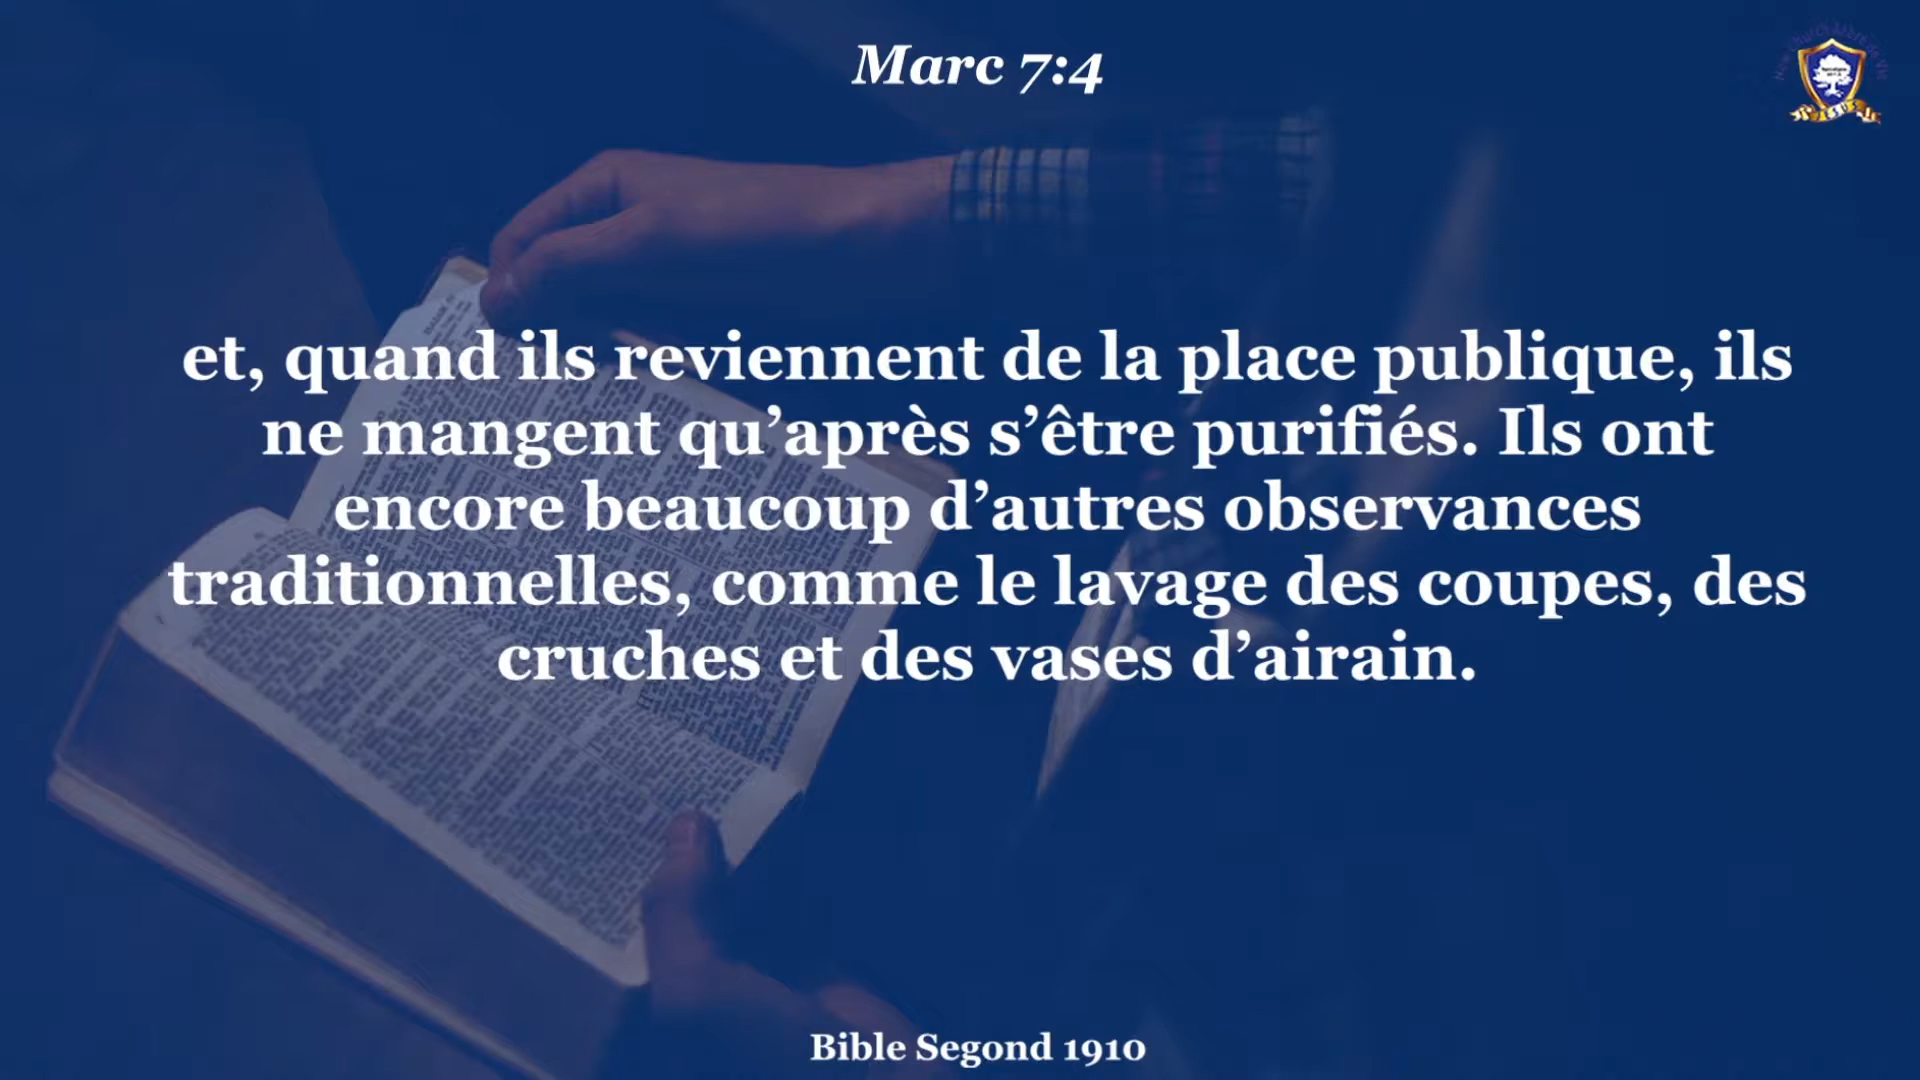 Marc 7:4
et, quand ils reviennent de la place publique, ils
ne mangent qu’après s’être purifiés. Ils ont
encore beaucoup d’autres observances
traditionnelles, comme le lavage des coupes, des
cruches et des vases d’airain.
Bible Segond 1910